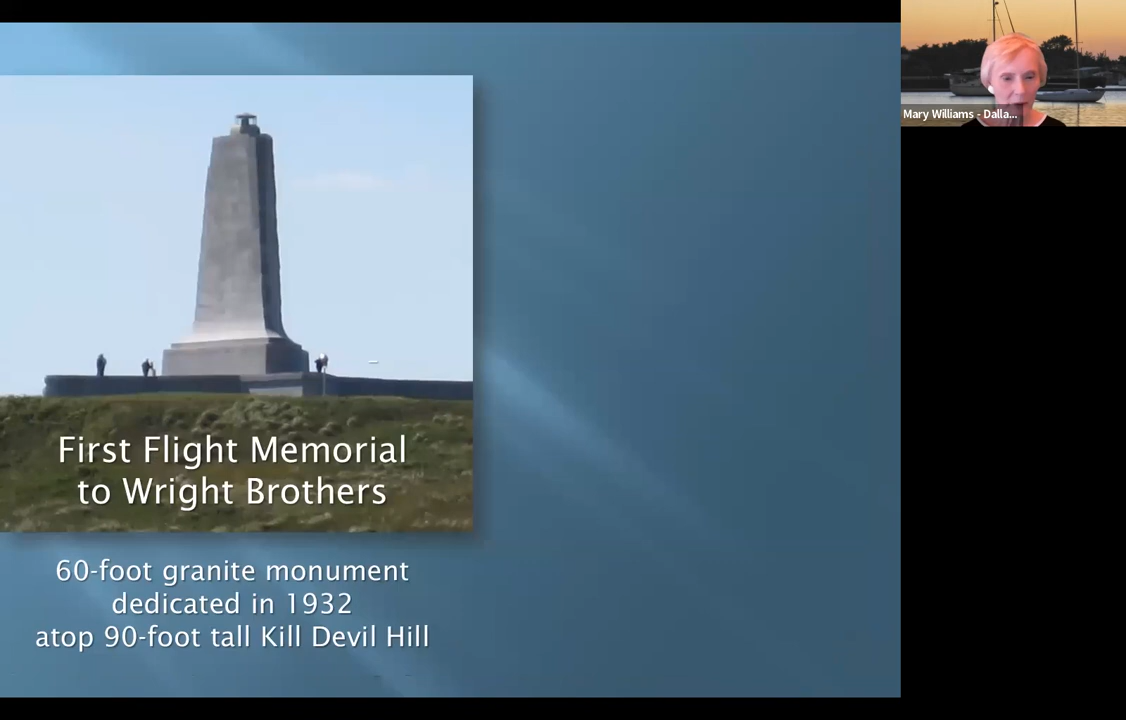 Mary Williams - Dalla...
First Flight Memorial
to Wright Brothers
60-foot granite monument
dedicated in 1932
atop 90-foot tall Kill Devil Hill